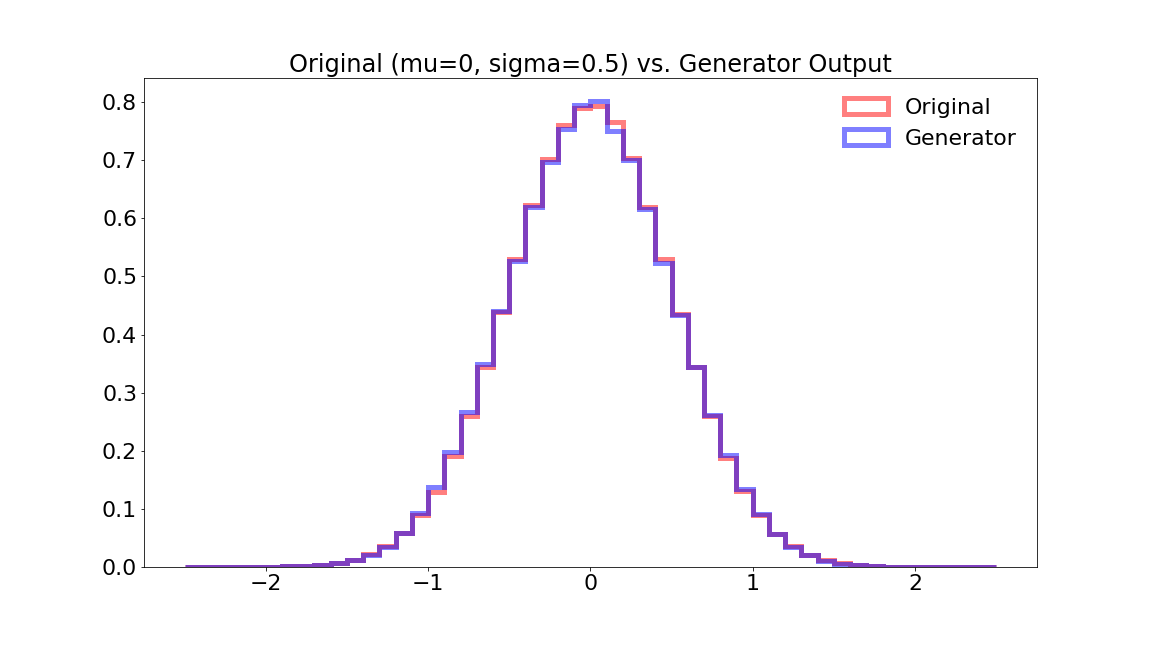 Original (mu=0, sigma=0.5) vs. Generator Output
Original
Generator
0.8
0.7
0.6
0.5
0.4
0.3
0.2
0.1
0.0
−2 −1 0 1 2